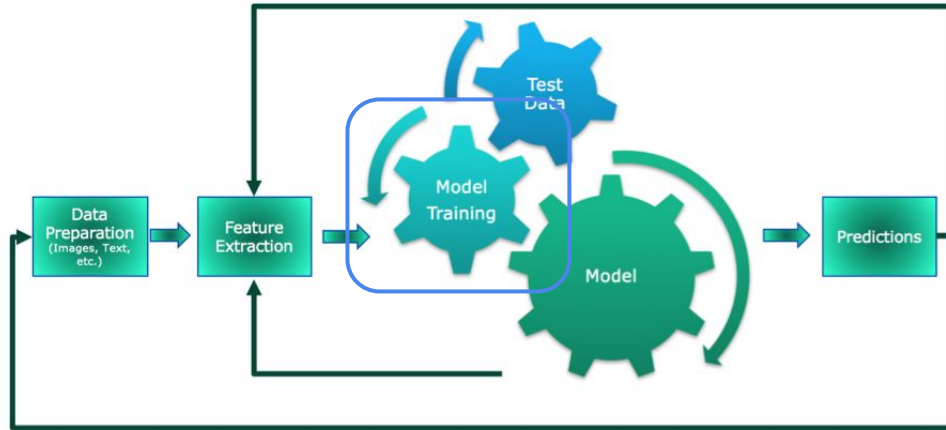 Test
Data
Model
Training
Data
Preparation
(Images, Text,
etc.)
Feature
Extraction
Model
Predictions